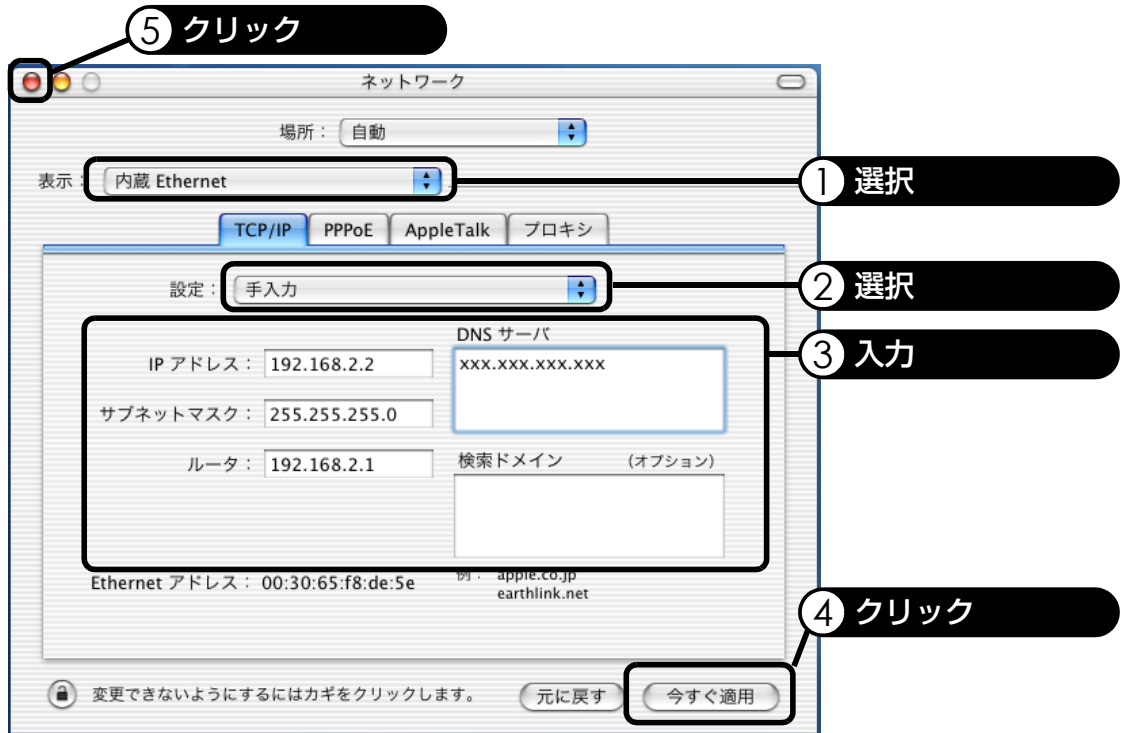 5 クリック
ネットワーク
場所： 自動
表示： 内蔵 Ethernet
1 選択
TCP/IP PPPoE AppleTalk プロキシ
設定： 手入力
2 選択
DNS サーバ
IP アドレス： 192.168.2.2
xxx.xxx.xxx.xxx
3 入力
サブネットマスク： 255.255.255.0
ルータ： 192.168.2.1
検索ドメイン （オプション）
Ethernet アドレス： 00:30:65:f8:de:5e
例： apple.co.jp
earthlink.net
4 クリック
変更できないようにするにはカギをクリックします。
元に戻す
今すぐ適用